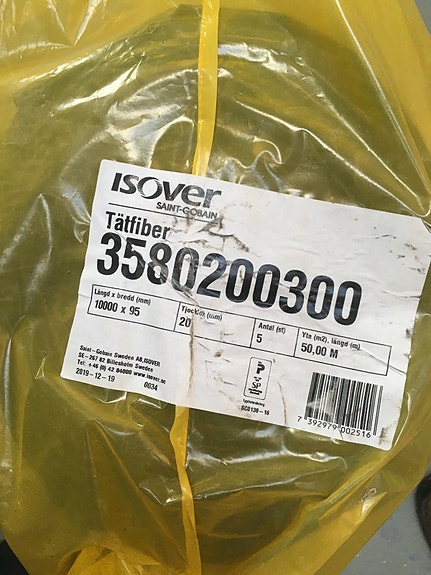 ISOVER
SAINT-GOBAIN
Tätfiber
3580200300
Längd x bredd (mm)
10000 x 95
Tjocklek (mm)
20
Antal (st)
5
Yta (m2), längd (m)
50,00 M
Saint-Gobain Sweden AB,ISOVER
SE-267 82 Billesholm Sweden
Tel. +46 (0) 42 84000 www.isover.se
2019-12-19 0034
P
SP
SC0138-16
7 392979 002516